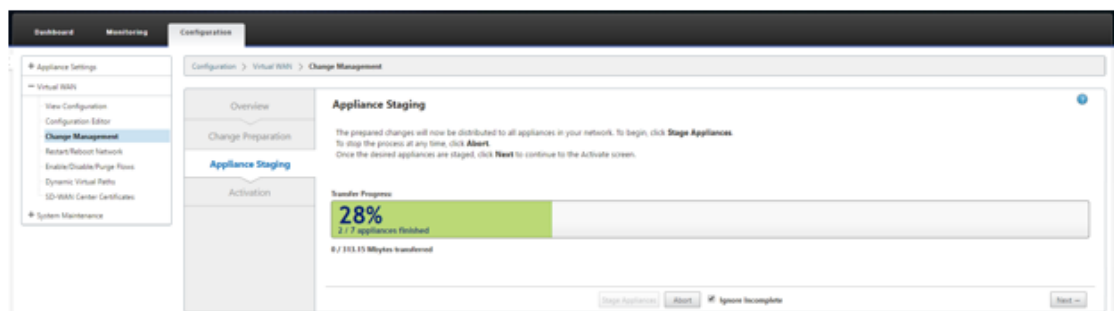 Dashboard Monitoring Configuration
+ Appliance Settings
− Virtual WAN
View Configuration
Configuration Editor
Change Management
Restart/Reboot Network
Enable/Disable/Purge Flows
Dynamic Virtual Paths
SD-WAN Center Certificates
+ System Maintenance
Configuration > Virtual WAN > Change Management
Overview
Change Preparation
Appliance Staging
Activation
Appliance Staging
?
The prepared changes will now be distributed to all appliances in your network. To begin, click Stage Appliances.
To stop the process at any time, click Abort.
Once the desired appliances are staged, click Next to continue to the Activate screen.
Transfer Progress:
28%
2 / 7 appliances finished
0 / 313.15 Mbytes transferred
Stage Appliances Abort Ignore Incomplete Next